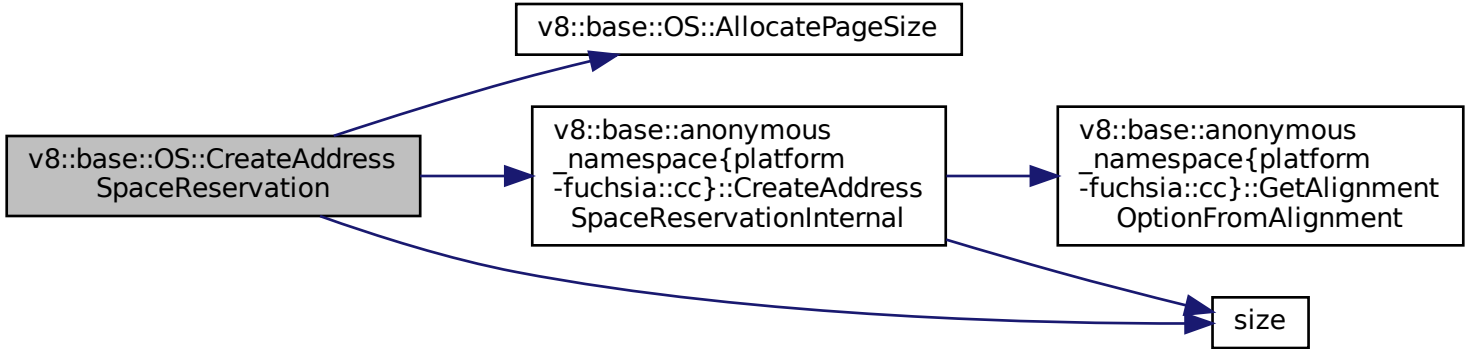 v8::base::OS::AllocatePageSize
v8::base::OS::CreateAddress
SpaceReservation
v8::base::anonymous
_namespace{platform
-fuchsia::cc}::CreateAddress
SpaceReservationInternal
v8::base::anonymous
_namespace{platform
-fuchsia::cc}::GetAlignment
OptionFromAlignment
size